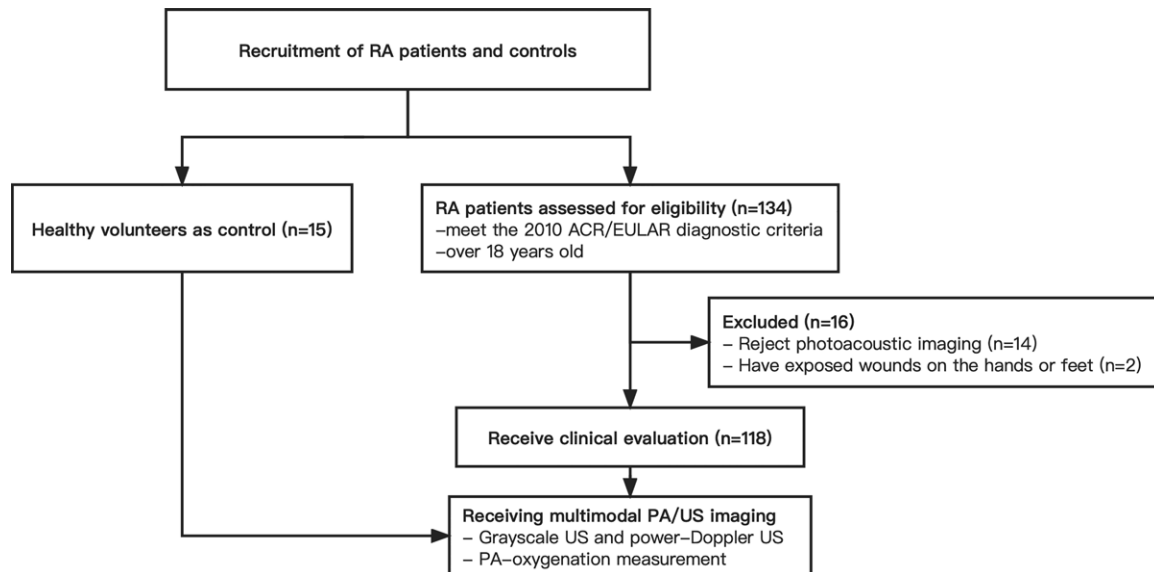 Recruitment of RA patients and controls
Healthy volunteers as control (n=15)
RA patients assessed for eligibility (n=134)
–meet the 2010 ACR/EULAR diagnostic criteria
–over 18 years old
Excluded (n=16)
– Reject photoacoustic imaging (n=14)
– Have exposed wounds on the hands or feet (n=2)
Receive clinical evaluation (n=118)
Receiving multimodal PA/US imaging
– Grayscale US and power–Doppler US
– PA–oxygenation measurement